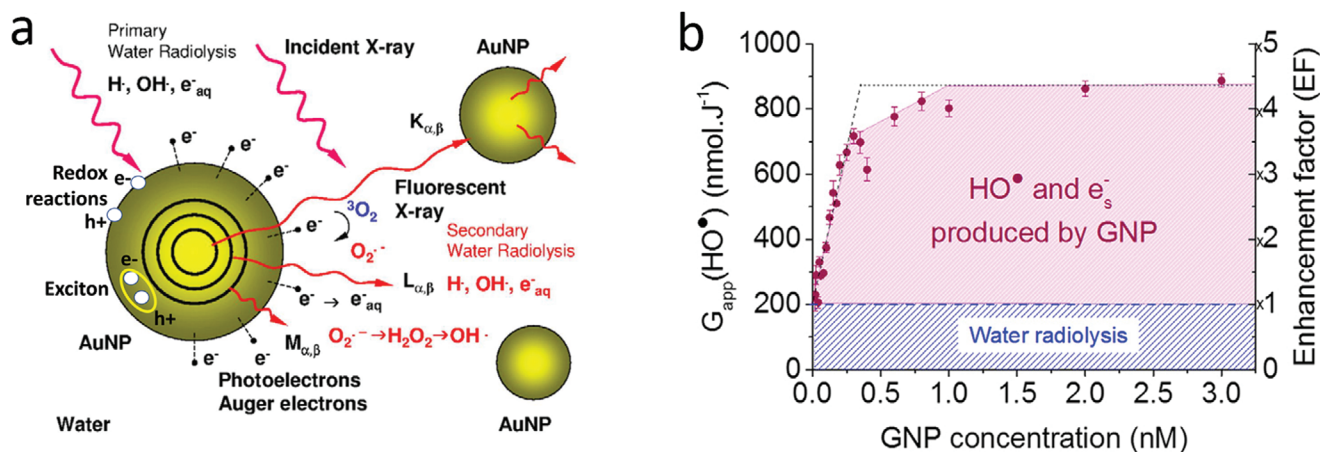 a
Primary
Water Radiolysis
H·, OH·, e⁻aq
Incident X-ray
AuNP
Kα,β
e⁻
e⁻
e⁻
e⁻
Redox
reactions
e-
h+
Fluorescent
X-ray
³O₂
O₂·⁻
e⁻
Secondary
Water Radiolysis
Lα,β
H·, OH·, e⁻aq
Exciton
e-
h+
e⁻ → e⁻aq
AuNP
Mα,β
O₂·⁻→H₂O₂→OH ·
e⁻
e⁻
e⁻
Photoelectrons
Auger electrons
Water
AuNP
b
Gapp(HO●) (nmol.J⁻¹)
1000
800
600
400
200
0
HO● and e⁻s
produced by GNP
Water radiolysis
x5
x4
x3
x2
x1
0
Enhancement factor (EF)
0.0
0.5
1.0
1.5
2.0
2.5
3.0
GNP concentration (nM)